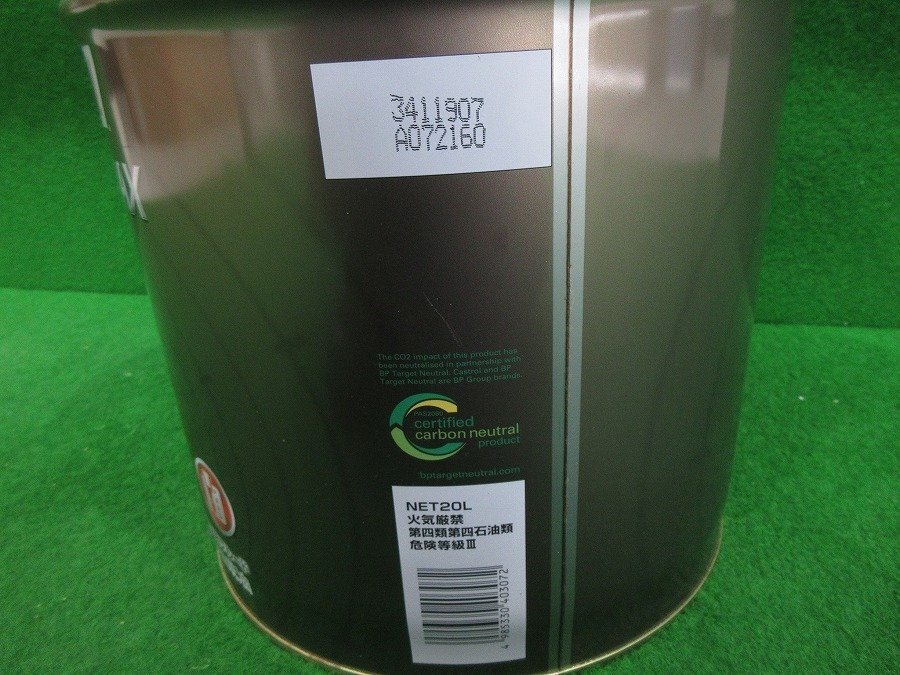 3411907
A072160
The CO2 impact of this product has
been neutralised in partnership with
BP Target Neutral. Castrol and BP
Target Neutral are BP Group brands.
PAS2060
certified
carbon neutral
product
bptargetneutral.com
NET20L
火気厳禁
第四類第四石油類
危険等級Ⅲ
4 985330 403072